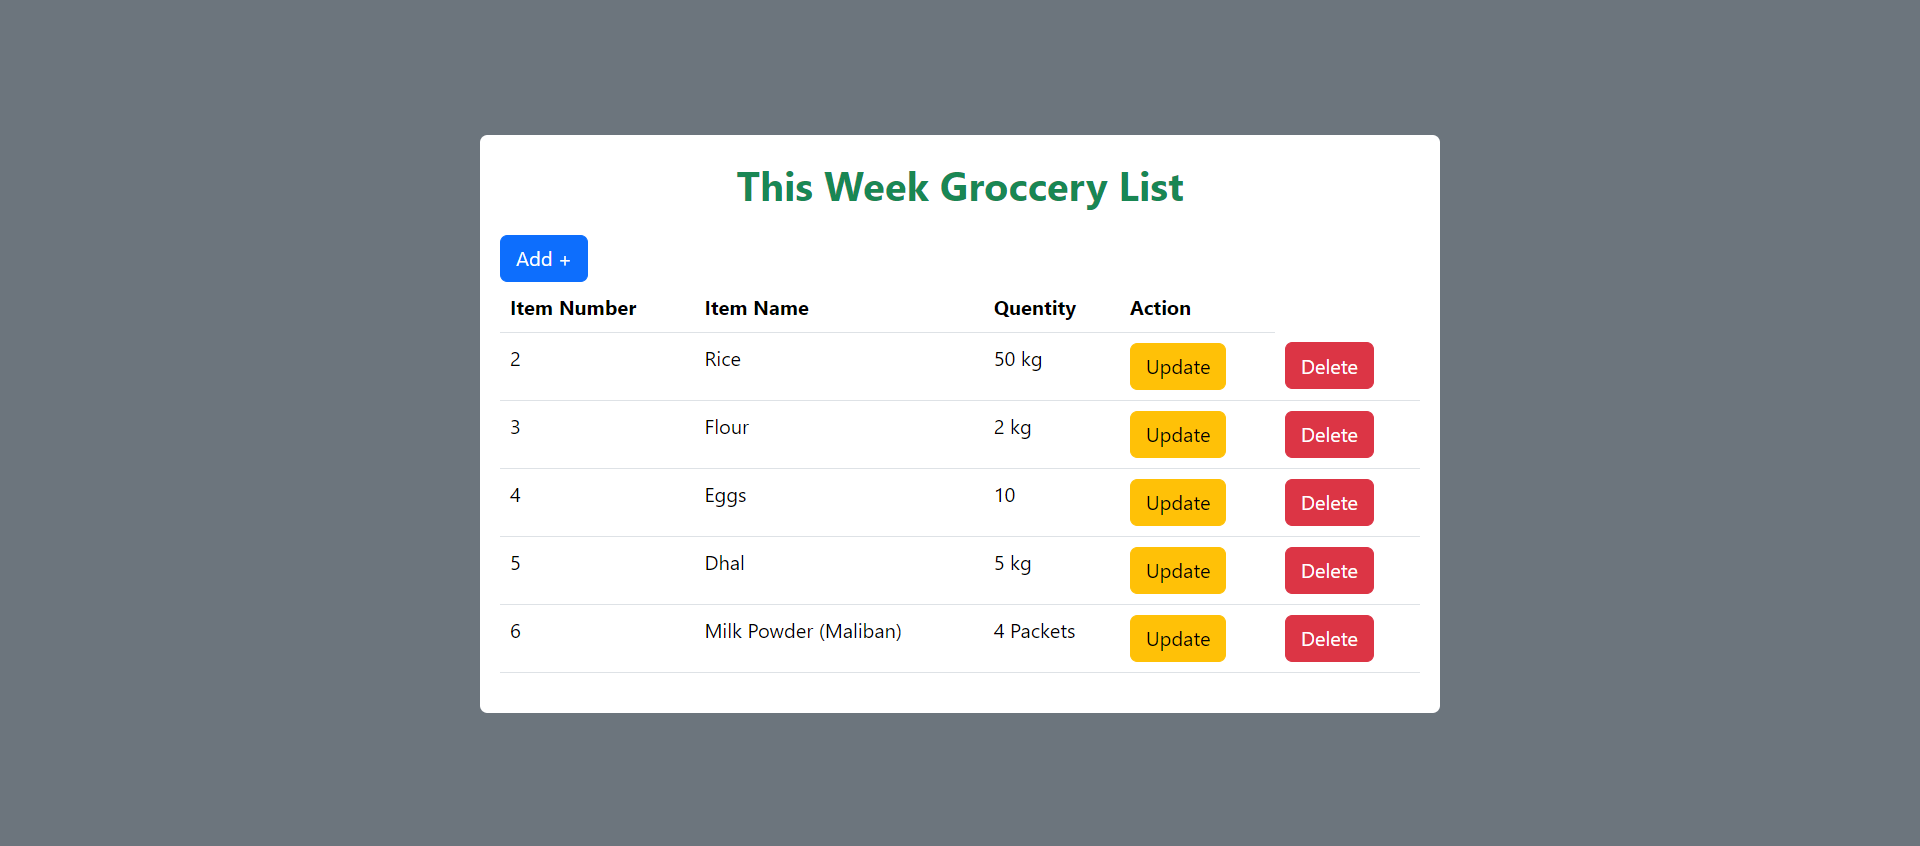 This Week Groccery List
Add +
Item Number Item Name Quentity Action
2 Rice 50 kg Update Delete
3 Flour 2 kg Update Delete
4 Eggs 10 Update Delete
5 Dhal 5 kg Update Delete
6 Milk Powder (Maliban) 4 Packets Update Delete